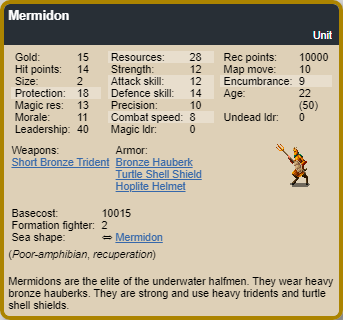 Mermidon
Unit
Gold: 15 Resources: 28 Rec points: 10000
Hit points: 14 Strength: 12 Map move: 10
Size: 2 Attack skill: 12 Encumbrance: 9
Protection: 18 Defence skill: 14 Age: 22
Magic res: 13 Precision: 10 (50)
Morale: 11 Combat speed: 8 Undead ldr: 0
Leadership: 40 Magic ldr: 0
Weapons: Armor:
Short Bronze Trident Bronze Hauberk
Turtle Shell Shield
Hoplite Helmet
Basecost: 10015
Formation fighter: 2
Sea shape: ⇔ Mermidon
(Poor-amphibian, recuperation)
Mermidons are the elite of the underwater halfmen. They wear heavy
bronze hauberks. They are strong and use heavy tridents and turtle
shell shields.